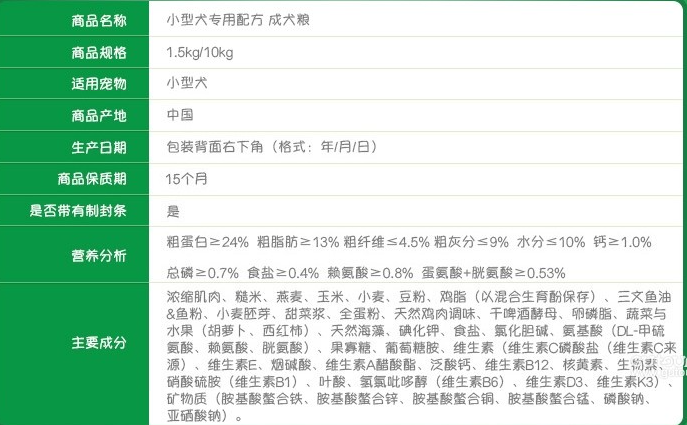 商品名称 小型犬专用配方 成犬粮
商品规格 1.5kg/10kg
适用宠物 小型犬
商品产地 中国
生产日期 包装背面右下角（格式：年/月/日）
商品保质期 15个月
是否带有制封条 是
营养分析 粗蛋白≥24% 粗脂肪≥13% 粗纤维≤4.5% 粗灰分≤9% 水分≤10% 钙≥1.0%
总磷≥0.7% 食盐≥0.4% 赖氨酸≥0.8% 蛋氨酸+胱氨酸≥0.53%
主要成分
浓缩肌肉、糙米、燕麦、玉米、小麦、豆粉、鸡脂（以混合生育酚保存）、三文鱼油
&鱼粉、小麦胚芽、甜菜浆、全蛋粉、天然鸡肉调味、干啤酒酵母、卵磷脂、蔬菜与
水果（胡萝卜、西红柿）、天然海藻、碘化钾、食盐、氯化胆碱、氨基酸（DL-甲硫
氨酸、赖氨酸、胱氨酸）、果寡糖、葡萄糖胺、维生素（维生素C磷酸盐（维生素C来
源）、维生素E、烟碱酸、维生素A醋酸酯、泛酸钙、维生素B12、核黄素、生物素、
硝酸硫胺（维生素B1）、叶酸、氢氯吡哆醇（维生素B6）、维生素D3、维生素K3）、
矿物质（胺基酸螯合铁、胺基酸螯合锌、胺基酸螯合铜、胺基酸螯合锰、磷酸钠、
亚硒酸钠）。